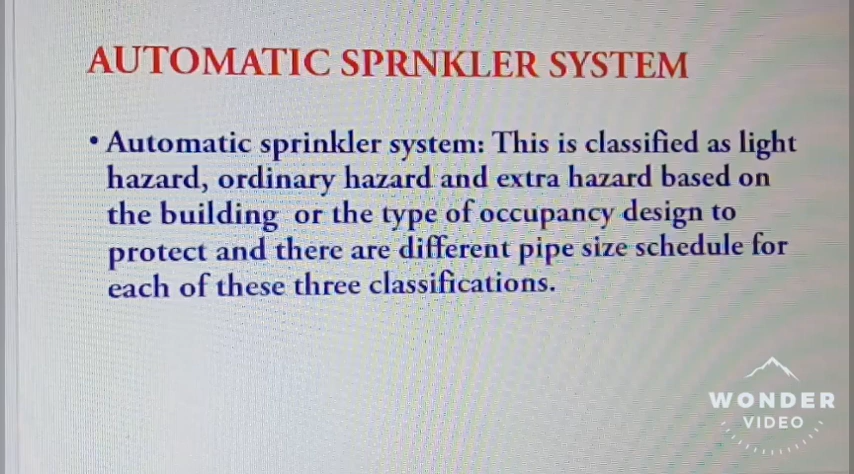 AUTOMATIC SPRNKLER SYSTEM
• Automatic sprinkler system: This is classified as light
hazard, ordinary hazard and extra hazard based on
the building or the type of occupancy design to
protect and there are different pipe size schedule for
each of these three classifications.
WONDER
VIDEO